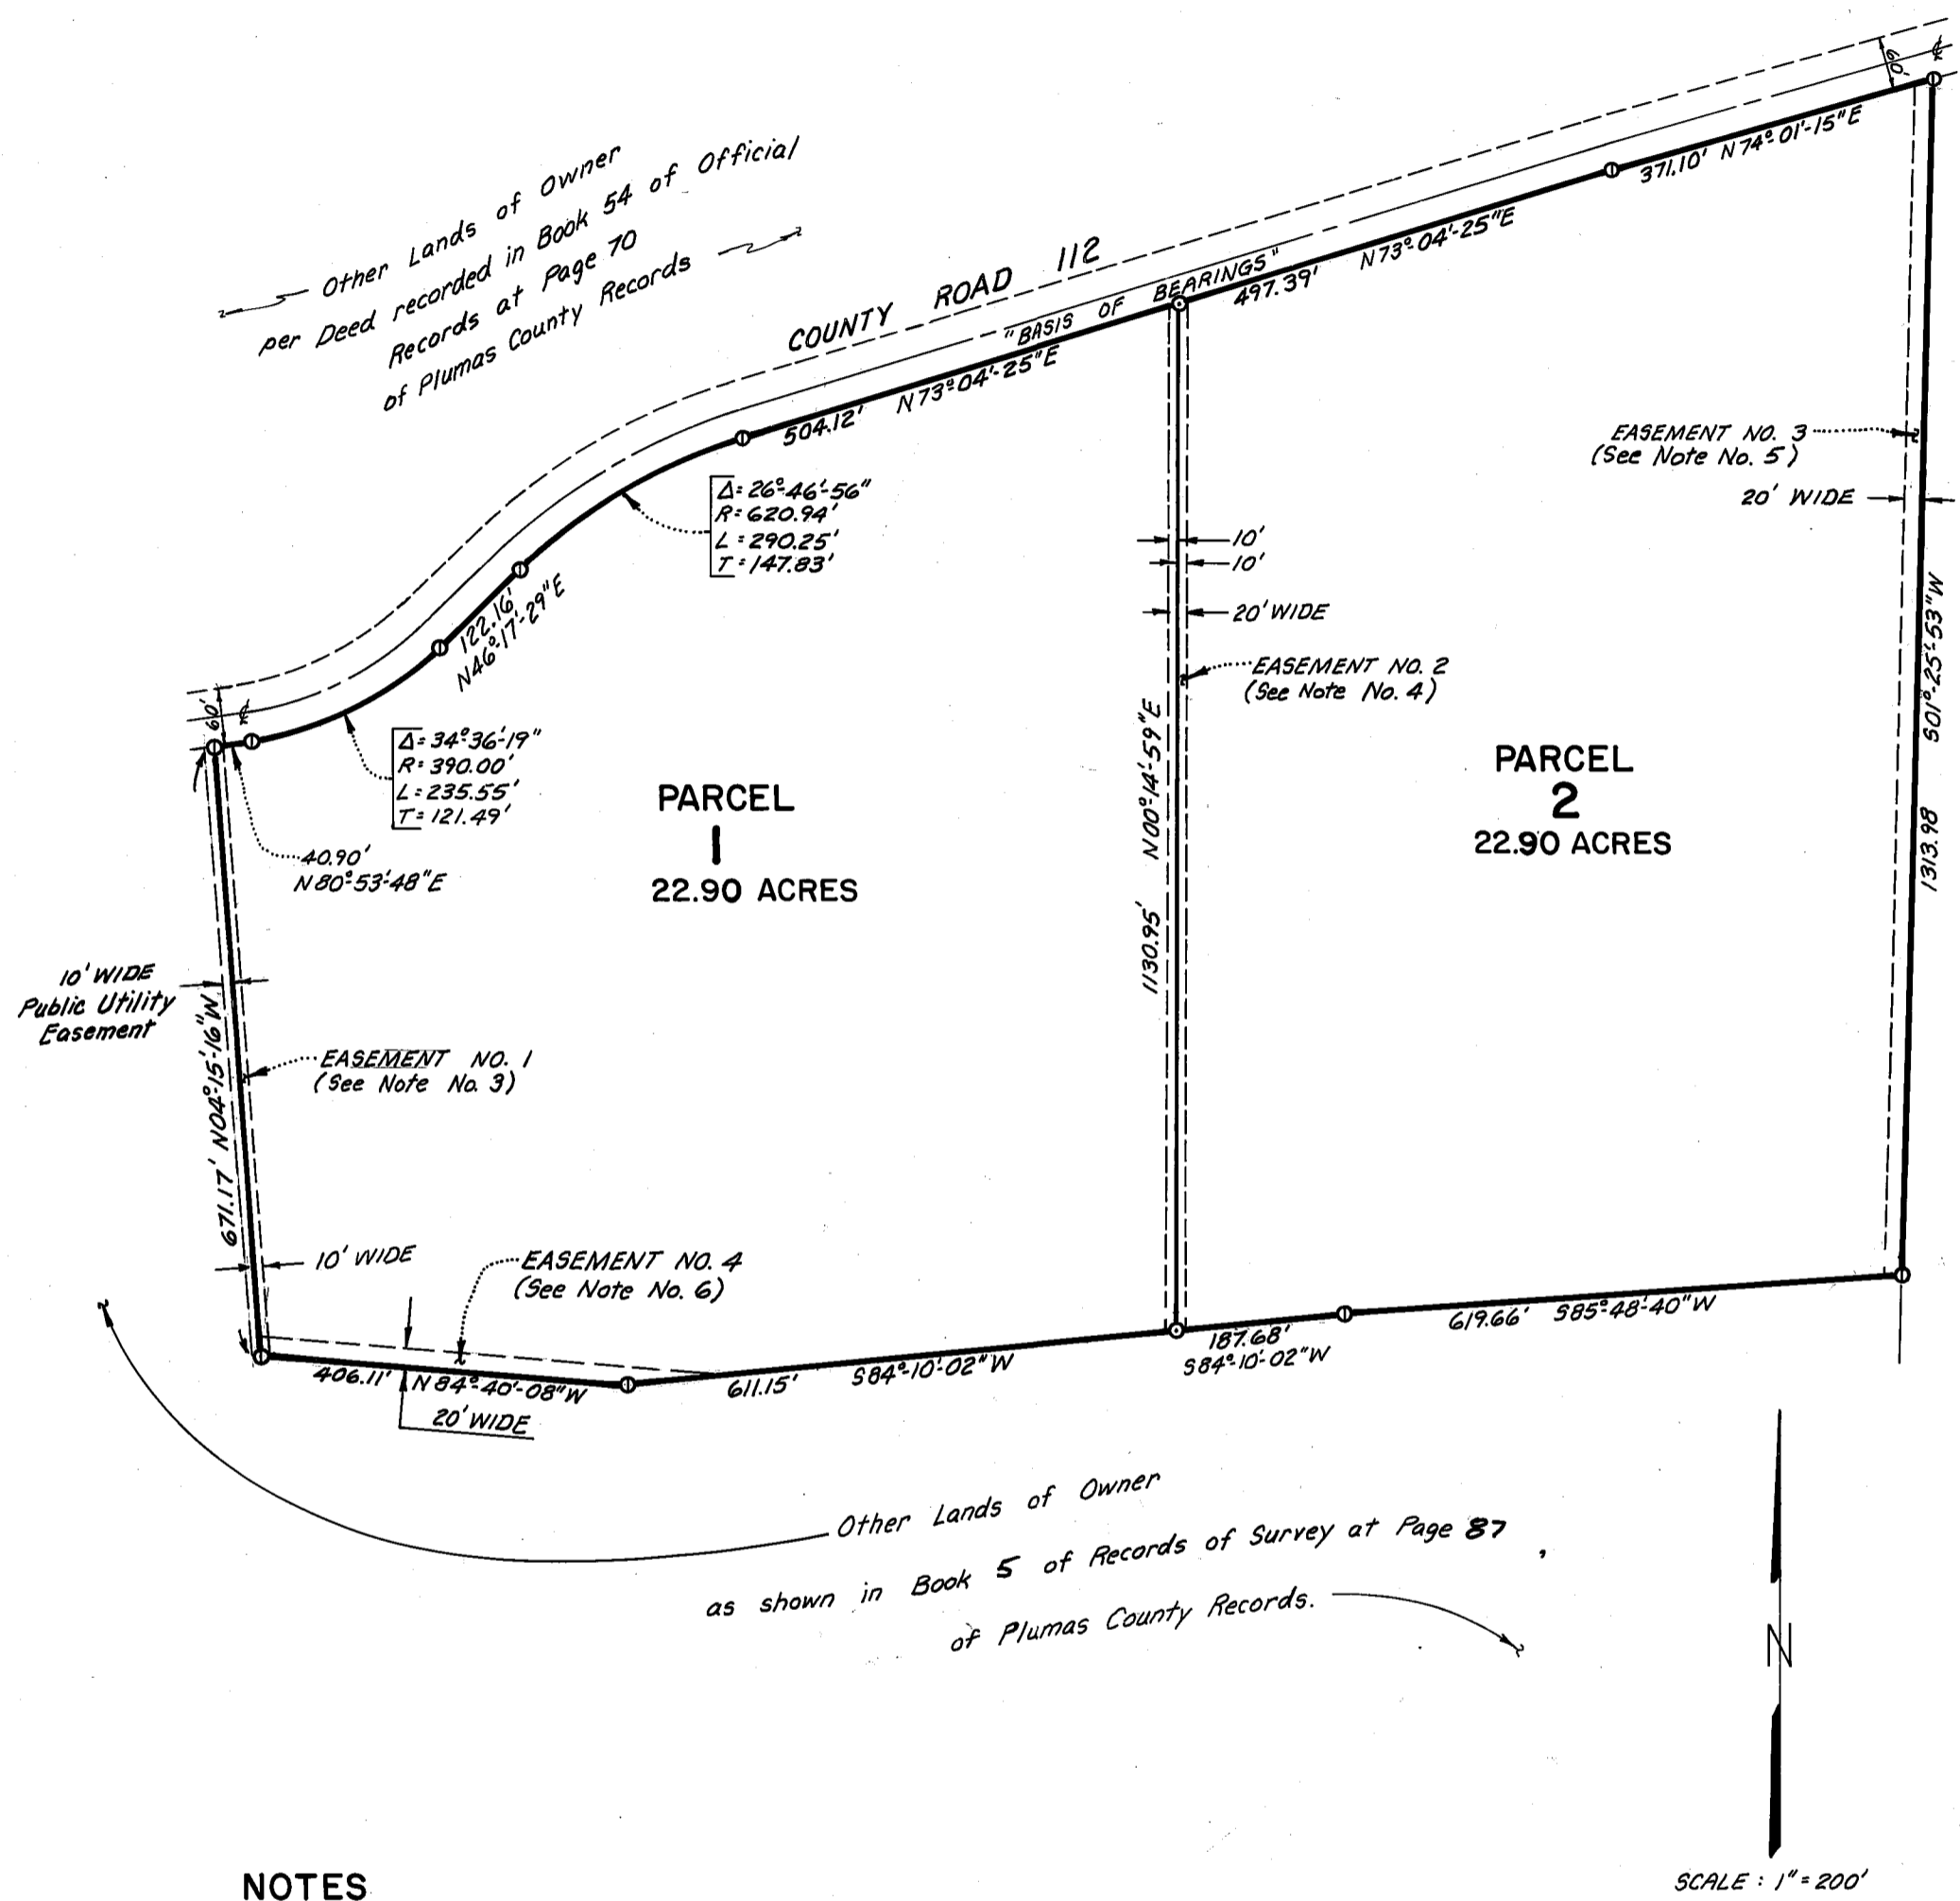 60'
℄
371.10' N74°-01'-15"E
Other Lands of Owner
per Deed recorded in Book 54 of Official
Records at Page 70
of Plumas County Records
COUNTY ROAD 112
"BASIS OF BEARINGS"
497.39' N73°-04'-25"E
504.12' N73°-04'-25"E
EASEMENT NO. 3
(See Note No. 5)
20' WIDE
Δ=26°-46'-56"
R=620.94'
L=290.25'
T=147.83'
10'
10'
20' WIDE
122.16'
N46°-17'-29"E
EASEMENT NO. 2
(See Note No. 4)
S01°-25'-53"W
1313.98
60'
℄
Δ=34°36'-19"
R=390.00'
L=235.55'
T=121.49'
40.90'
N80°-53'-48"E
PARCEL
1
22.90 ACRES
1130.95' N00°-14'-59"E
PARCEL
2
22.90 ACRES
10' WIDE
Public Utility
Easement
671.17' N04°-15'-16"W
EASEMENT NO. 1
(See Note No. 3)
10' WIDE
EASEMENT NO. 4
(See Note No. 6)
406.11' N84°-40'-08"W
20' WIDE
611.15' S84°-10'-02"W
187.68'
S84°-10'-02"W
619.66' S85°-48'-40"W
Other Lands of Owner
as shown in Book 5 of Records of Survey at Page 87,
of Plumas County Records.
N
NOTES
SCALE : 1" = 200'